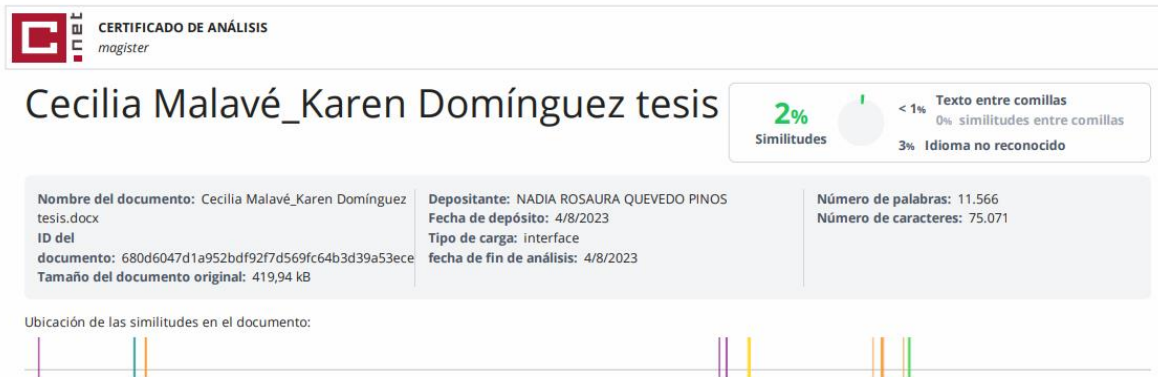 .net
CERTIFICADO DE ANÁLISIS
magister
Cecilia Malavé_Karen Domínguez tesis
2%
Similitudes
< 1% Texto entre comillas
0% similitudes entre comillas
3% Idioma no reconocido
Nombre del documento: Cecilia Malavé_Karen Domínguez
tesis.docx
ID del
documento: 680d6047d1a952bdf92f7d569fc64b3d39a53ece
Tamaño del documento original: 419,94 kB
Depositante: NADIA ROSAURA QUEVEDO PINOS
Fecha de depósito: 4/8/2023
Tipo de carga: interface
fecha de fin de análisis: 4/8/2023
Número de palabras: 11.566
Número de caracteres: 75.071
Ubicación de las similitudes en el documento: